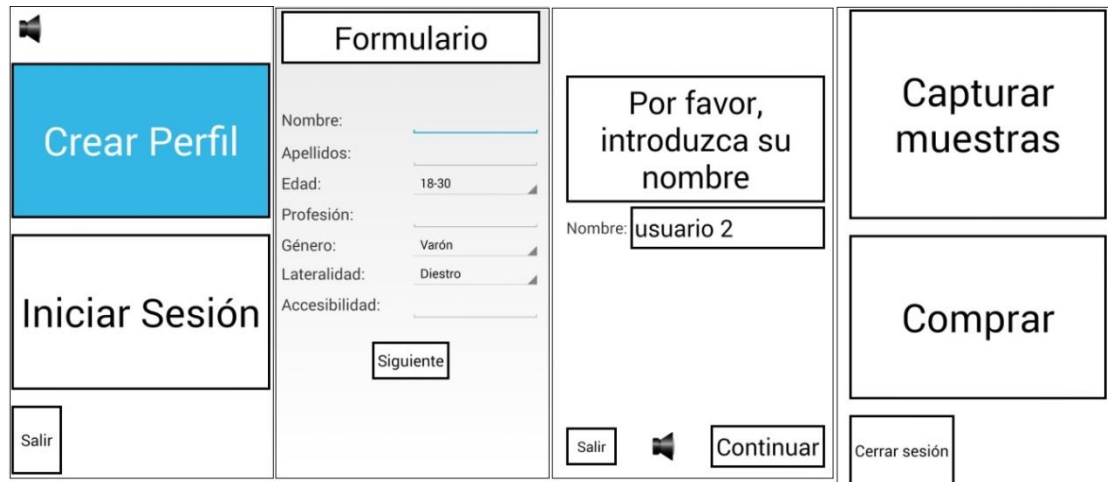 Crear Perfil
Iniciar Sesión
Salir
Formulario
Nombre:
Apellidos:
Edad: 18-30
Profesión:
Género: Varón
Lateralidad: Diestro
Accesibilidad:
Siguiente
Por favor,
introduzca su
nombre
Nombre: usuario 2
Salir Continuar
Capturar
muestras
Comprar
Cerrar sesión